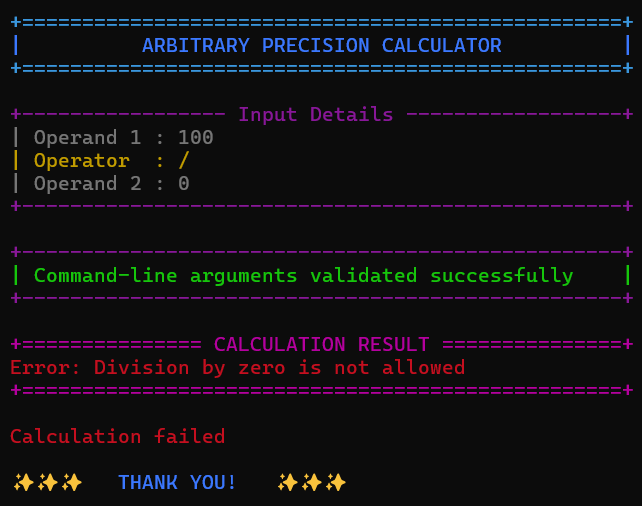 +==================================================+
| ARBITRARY PRECISION CALCULATOR |
+==================================================+
+----------------- Input Details ------------------+
| Operand 1 : 100
| Operator  : /
| Operand 2 : 0
+--------------------------------------------------+
+--------------------------------------------------+
| Command-line arguments validated successfully    |
+--------------------------------------------------+
+=============== CALCULATION RESULT ===============+
Error: Division by zero is not allowed
+==================================================+
Calculation failed
✨✨✨   THANK YOU!   ✨✨✨